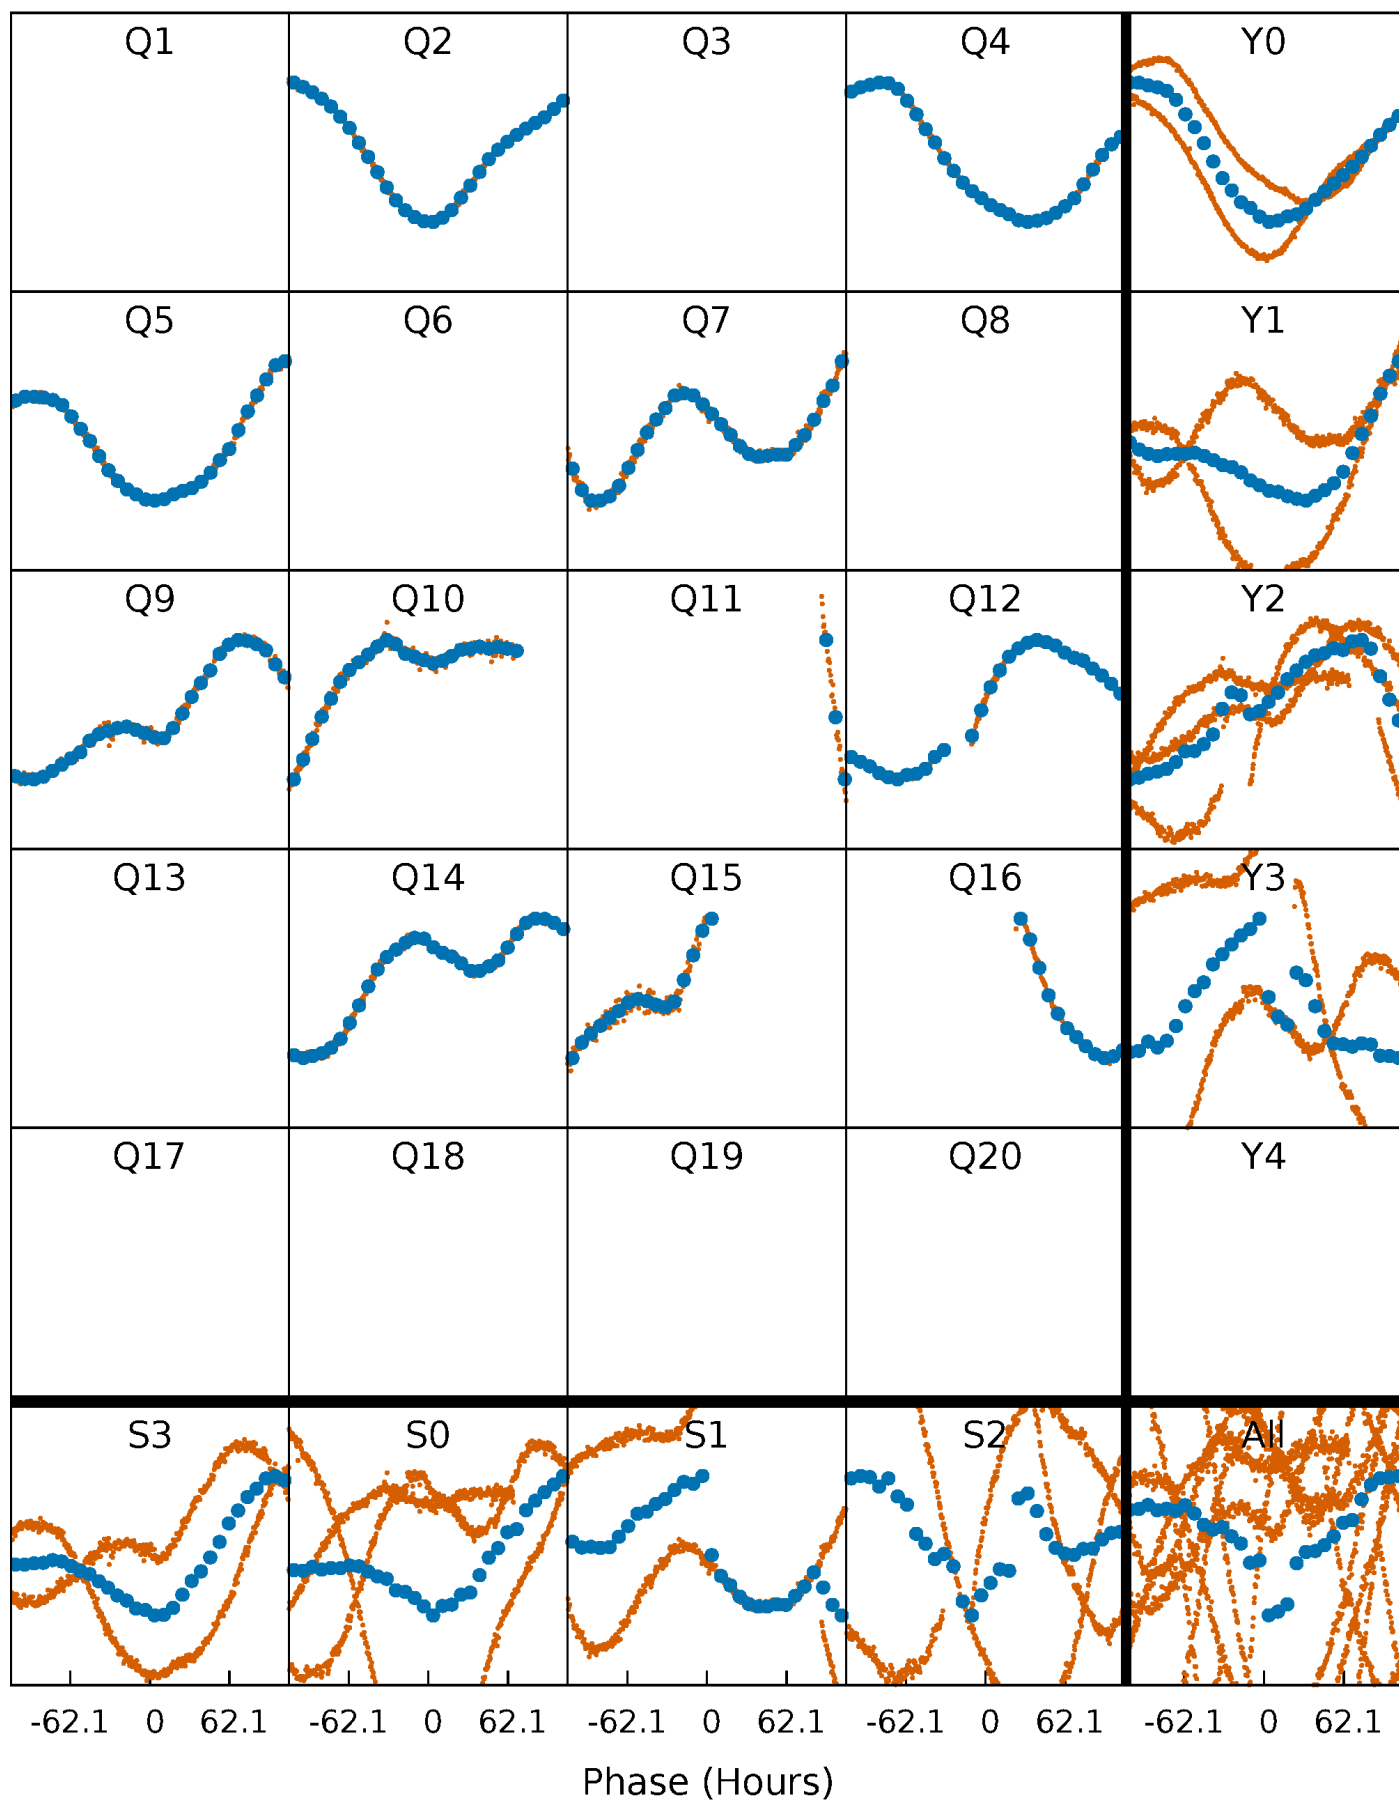 Q1 Q2 Q3 Q4 Y0
Q5 Q6 Q7 Q8 Y1
Q9 Q10 Q11 Q12 Y2
Q13 Q14 Q15 Q16 Y3
Q17 Q18 Q19 Q20 Y4
S3 S0 S1 S2 All
-62.1 0 62.1 -62.1 0 62.1 -62.1 0 62.1 -62.1 0 62.1 -62.1 0 62.1
Phase (Hours)